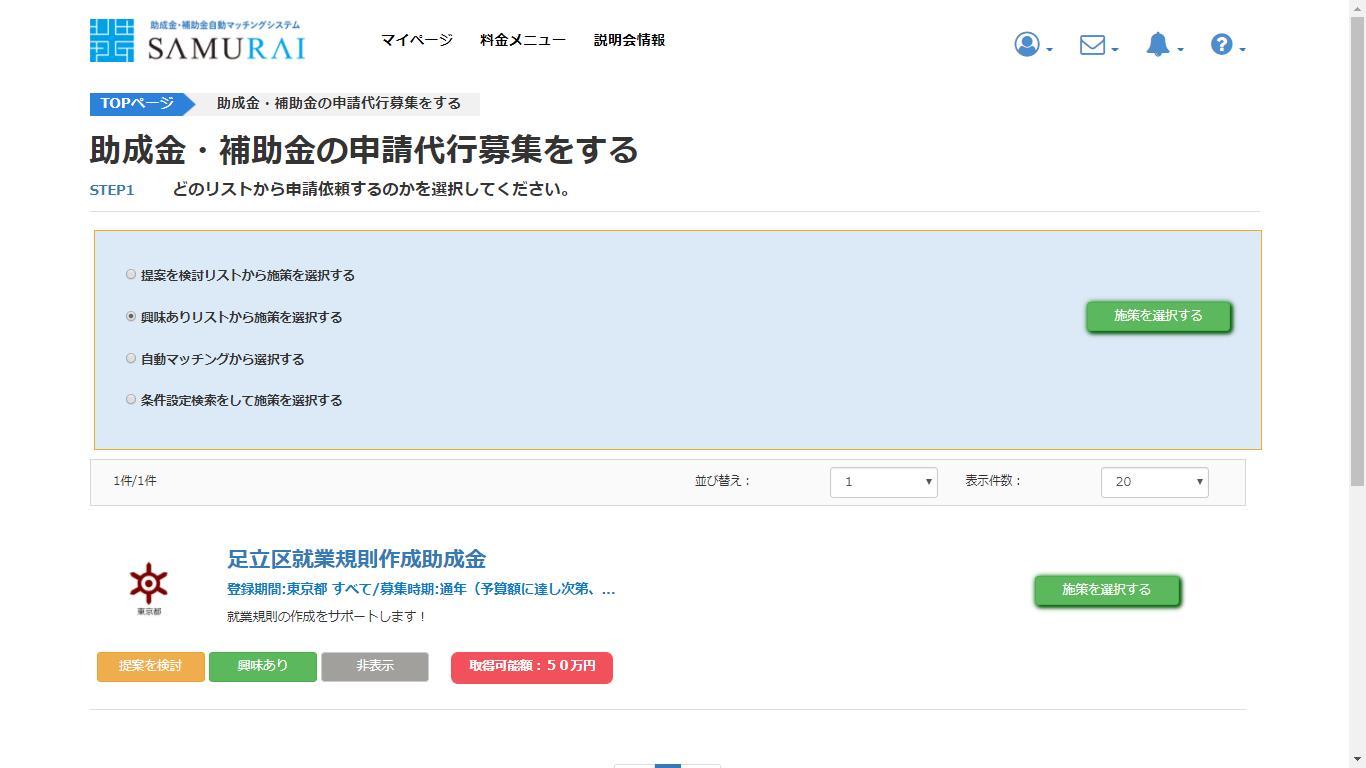 助成金・補助金自動マッチングシステム
SAMURAI
マイページ 料金メニュー 説明会情報
TOPページ 助成金・補助金の申請代行募集をする
助成金・補助金の申請代行募集をする
STEP1 どのリストから申請依頼するのかを選択してください。
提案を検討リストから施策を選択する
興味ありリストから施策を選択する
施策を選択する
自動マッチングから選択する
条件設定検索をして施策を選択する
1件/1件 並び替え： 1 表示件数： 20
足立区就業規則作成助成金
登録期間:東京都 すべて/募集時期:通年（予算額に達し次第、...
就業規則の作成をサポートします！
東京都
施策を選択する
提案を検討 興味あり 非表示 取得可能額：５０万円